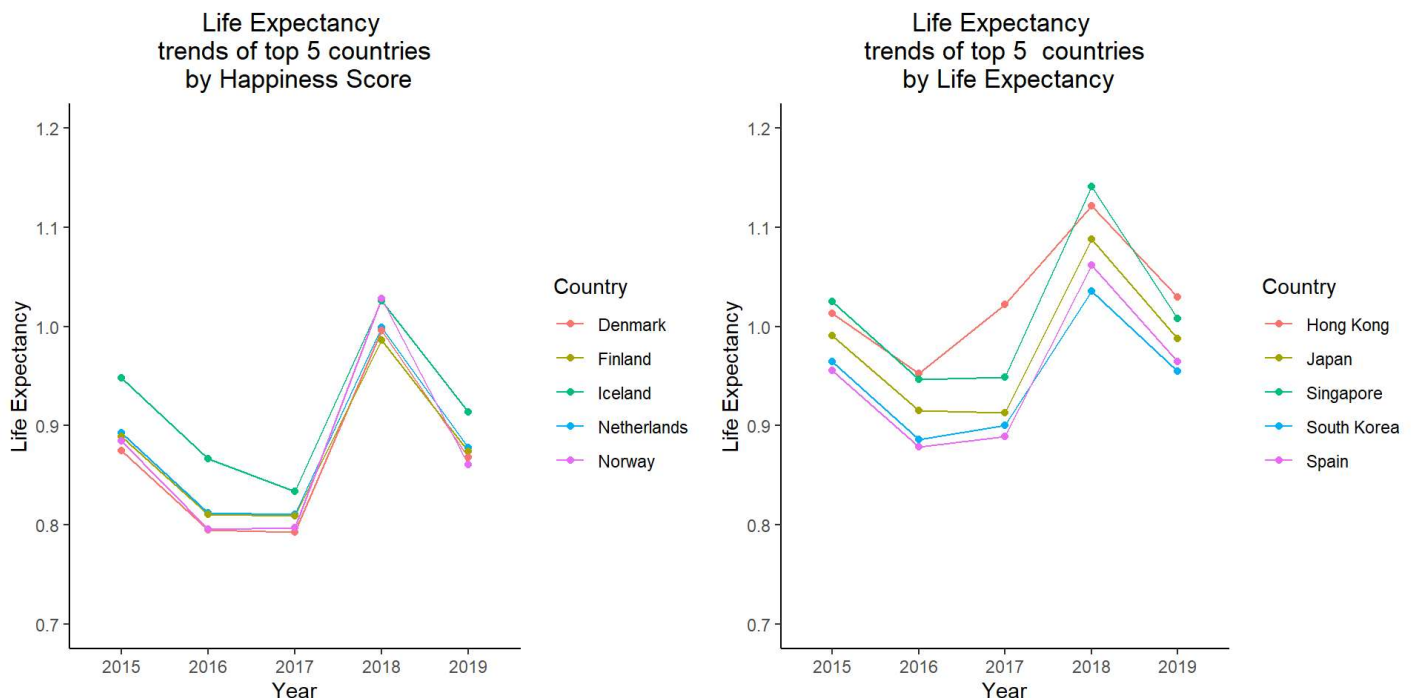 Life Expectancy
trends of top 5 countries
by Happiness Score
1.2
1.1
1.0
0.9
0.8
0.7
Life Expectancy
2015 2016 2017 2018 2019
Year
Country
Denmark
Finland
Iceland
Netherlands
Norway
Life Expectancy
trends of top 5  countries
by Life Expectancy
1.2
1.1
1.0
0.9
0.8
0.7
Life Expectancy
2015 2016 2017 2018 2019
Year
Country
Hong Kong
Japan
Singapore
South Korea
Spain